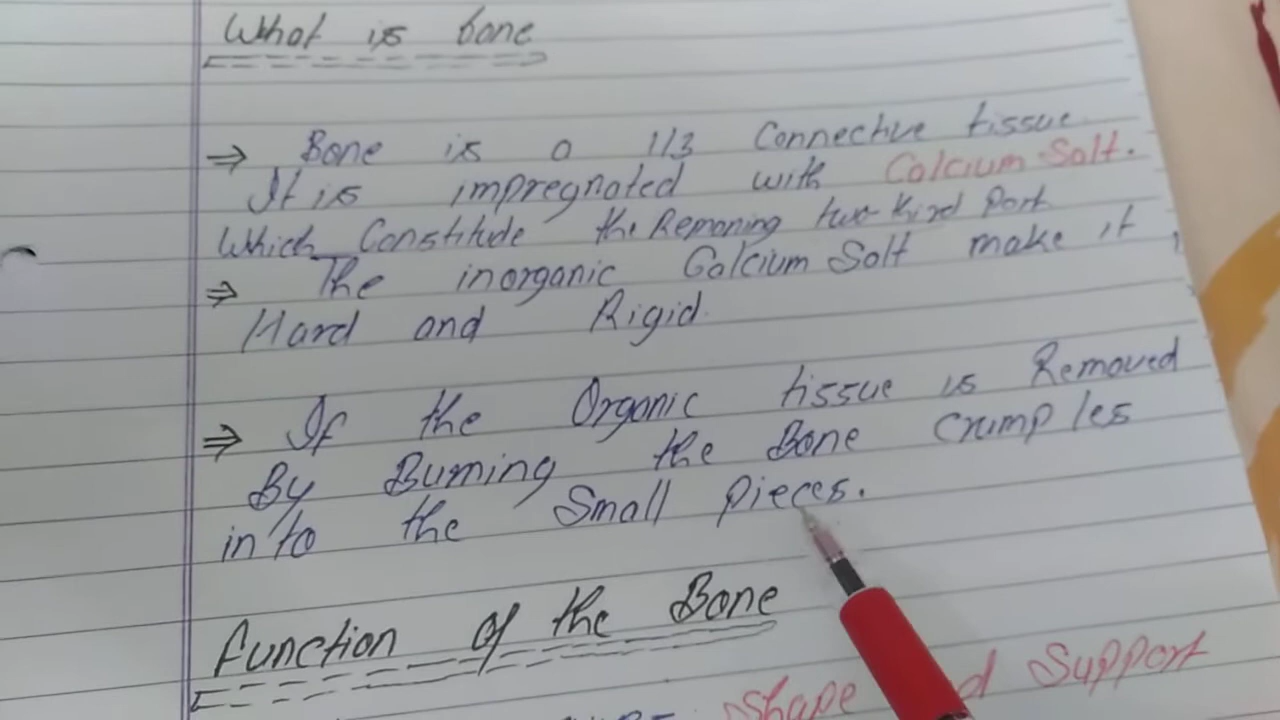 What is bone
⇒ Bone is a 1/3 Connective tissue
It is impregnated with Calcium Salt.
Which Constitude the Remaning two thired Part
⇒ The inorganic Calcium Salt make it
Hard and Rigid.
⇒ If the Organic tissue is Removed
By Burning the Bone Crumples
in to the Small pieces.
Function of the Bone
Shape Support